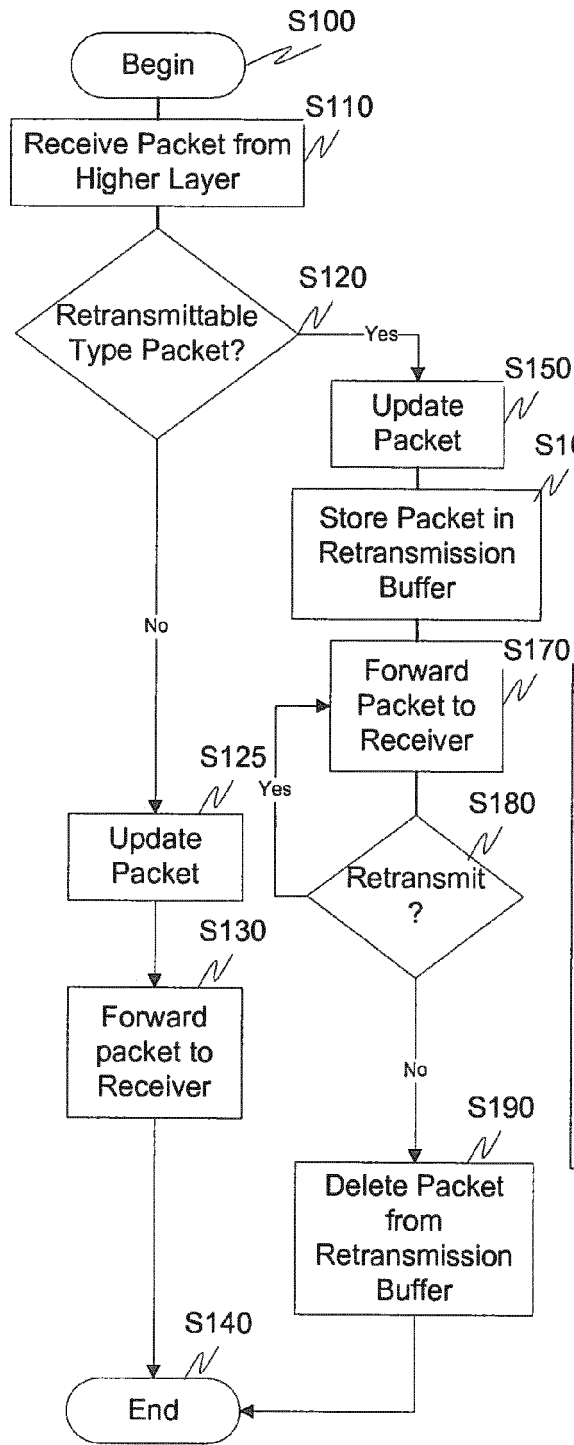 S100
Begin
S110
Receive Packet from
Higher Layer
S120
Retransmittable
Type Packet?
Yes
S150
Update
Packet
Store Packet in
Retransmission
Buffer
No
S170
Forward
Packet to
Receiver
S125
Update
Packet
Yes
S180
Retransmit
?
S130
Forward
packet to
Receiver
No
S190
Delete Packet
from
Retransmission
Buffer
S140
End